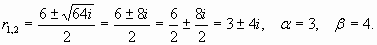 r₁,₂ = (6 ± √64i)/2 = (6 ± 8i)/2 = 6/2 ± 8i/2 = 3 ± 4i, α = 3, β = 4.